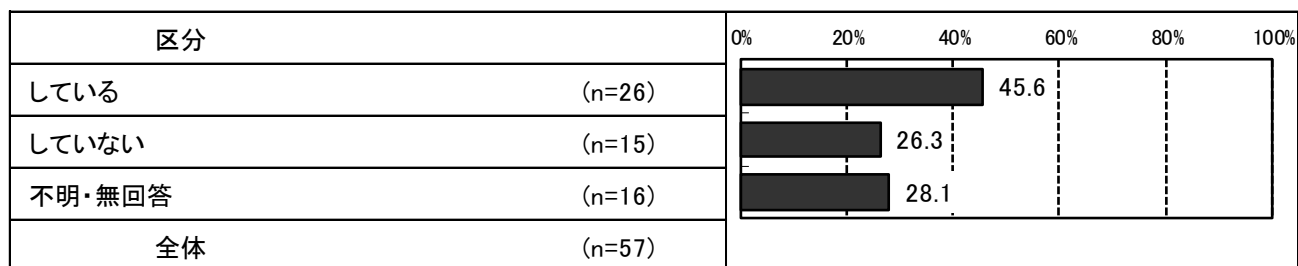 区分 0% 20% 40% 60% 80% 100%
している (n=26) 45.6
していない (n=15) 26.3
不明・無回答 (n=16) 28.1
全体 (n=57)